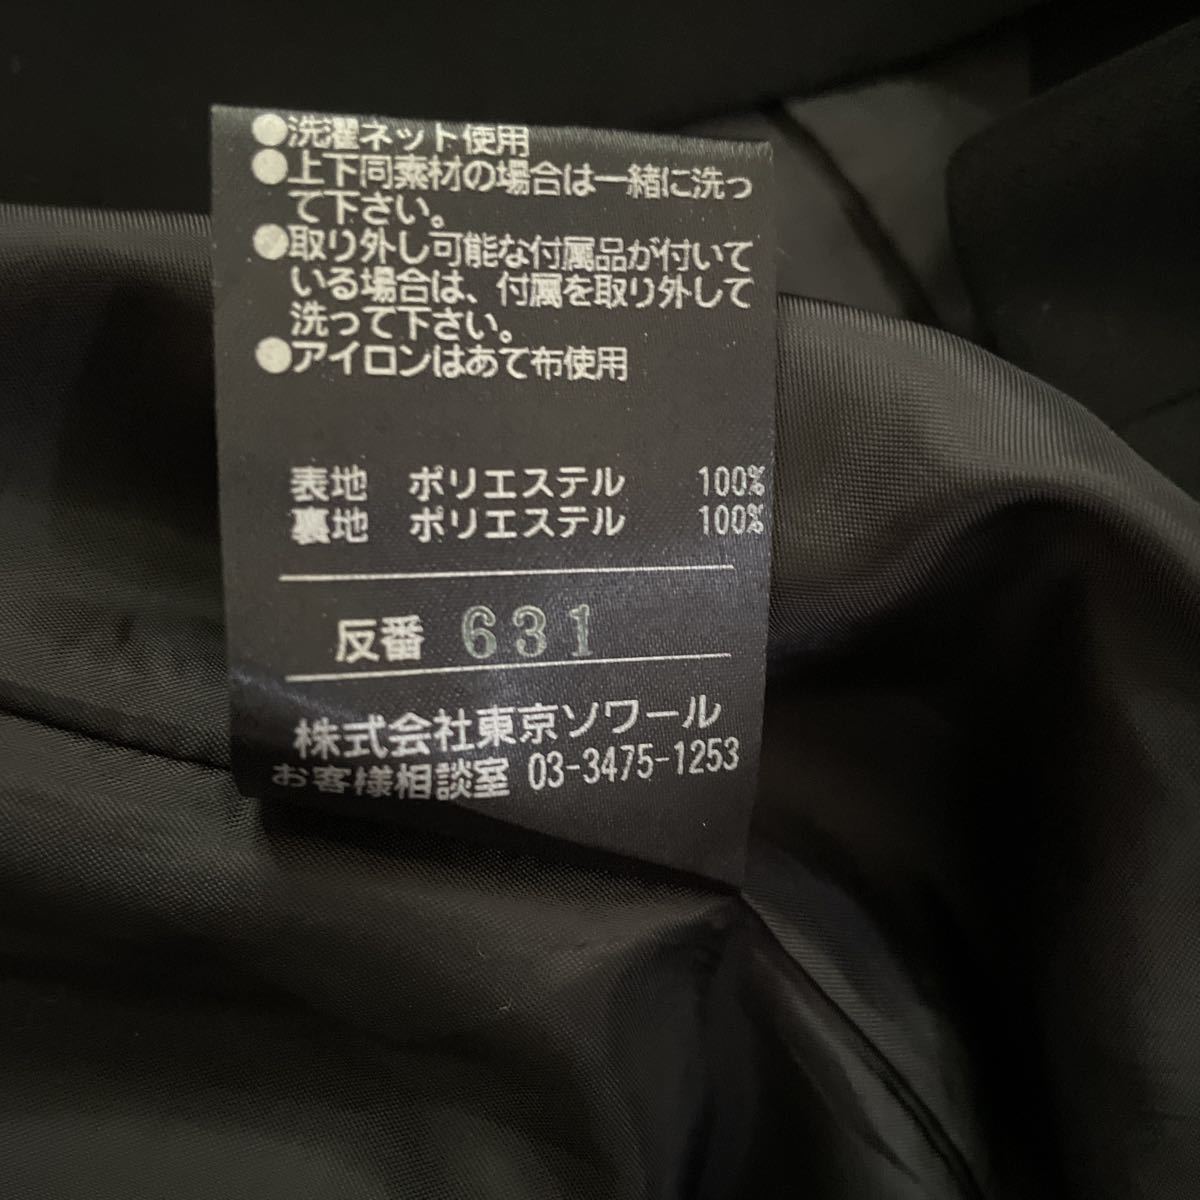 ●洗濯ネット使用
●上下同素材の場合は一緒に洗っ
て下さい。
●取り外し可能な付属品が付いて
いる場合は、付属を取り外して
洗って下さい。
●アイロンはあて布使用
表地 ポリエステル 100%
裏地 ポリエステル 100%
反番 631
株式会社東京ソワール
お客様相談室 03-3475-1253